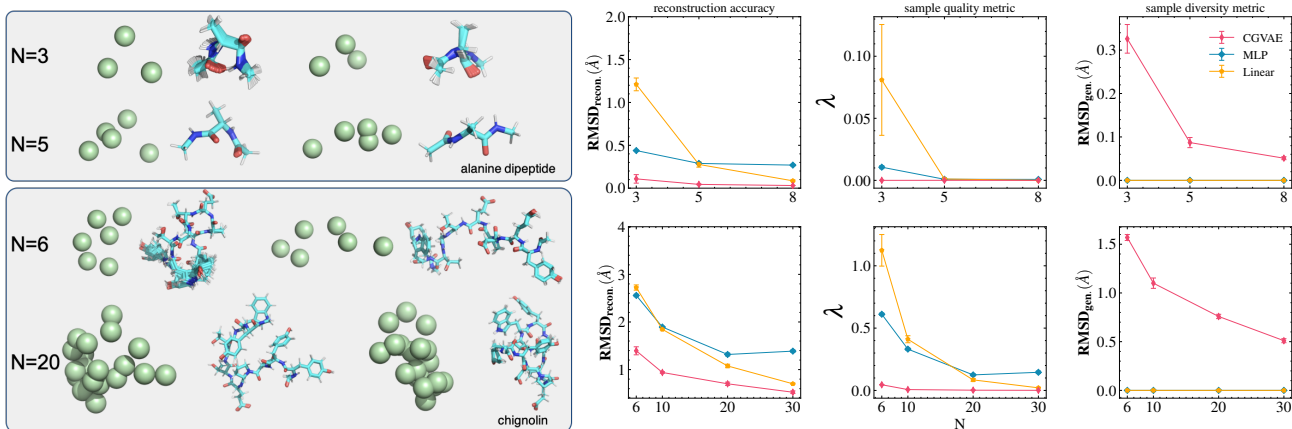 N=3
N=5
alanine dipeptide
N=6
N=20
chignolin
reconstruction accuracy
RMSD_recon.(Å)
2.0
1.5
1.0
0.5
0.0
3
5
8
sample quality metric
λ
0.10
0.05
0.00
3
5
8
sample diversity metric
RMSD_gen.(Å)
0.3
0.2
0.1
0.0
3
5
8
CGVAE
MLP
Linear
RMSD_recon.(Å)
4
3
2
1
6
10
20
30
λ
1.0
0.5
0.0
6
10
20
30
N
RMSD_gen.(Å)
1.5
1.0
0.5
0.0
6
10
20
30